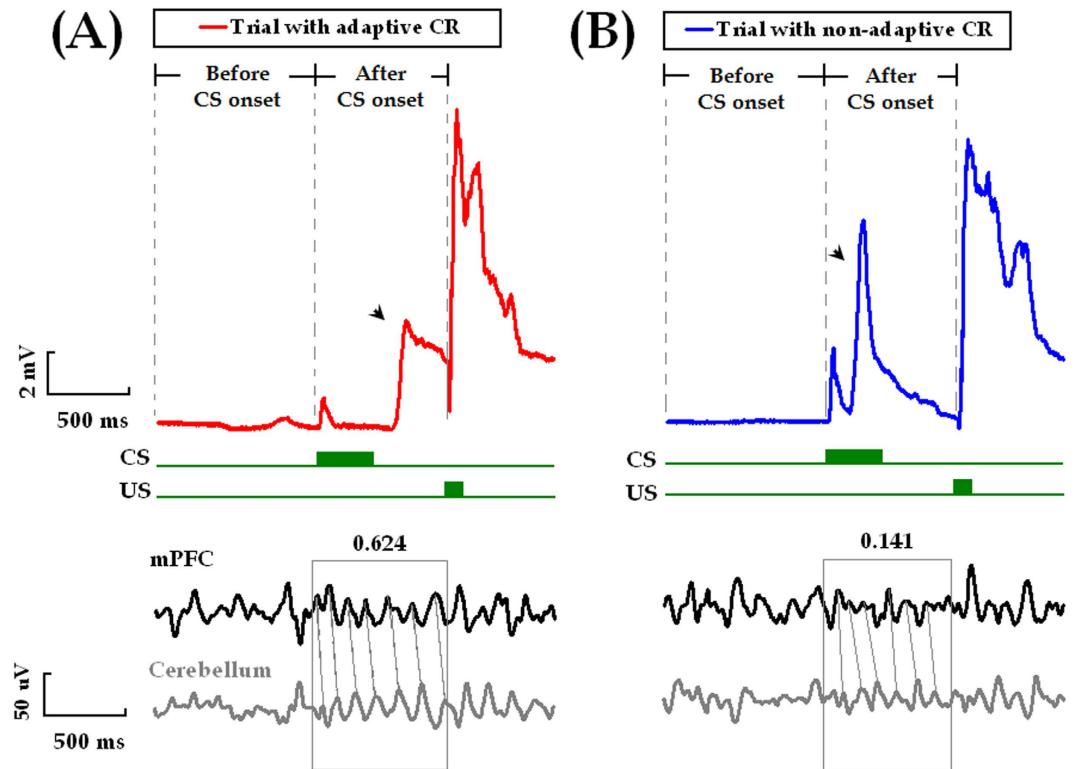 (A)
Trial with adaptive CR
Before
CS onset
After
CS onset
2 mV
500 ms
CS
US
0.624
mPFC
Cerebellum
50 uV
500 ms
(B)
Trial with non-adaptive CR
Before
CS onset
After
CS onset
CS
US
0.141